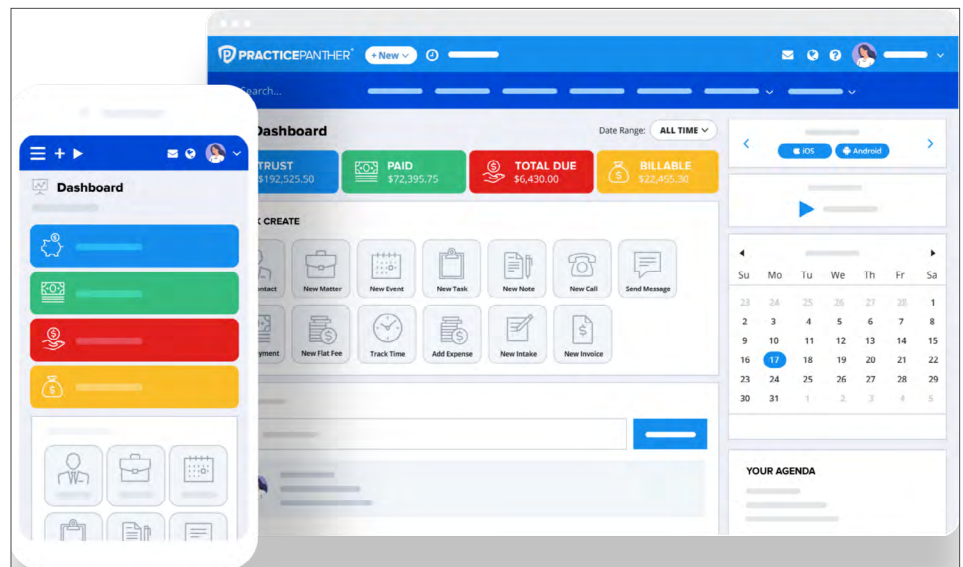 PRACTICEPANTHER
+ New
Search...
Dashboard
Date Range: ALL TIME
TRUST
$192,525.50
PAID
$72,395.75
TOTAL DUE
$6,430.00
BILLABLE
$22,455.30
CREATE
New Matter
New Event
New Task
New Note
New Call
Send Message
New Flat Fee
Track Time
Add Expense
New Intake
New Invoice
iOS
Android
Su Mo Tu We Th Fr Sa
23 24 25 26 27 28 1
2 3 4 5 6 7 8
9 10 11 12 13 14 15
16 17 18 19 20 21 22
23 24 25 26 27 28 29
30 31 1 2 3 4 5
YOUR AGENDA
Dashboard